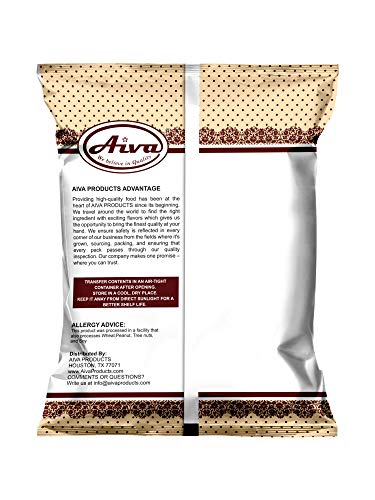 Aiva
We believe in Quality
AIVA PRODUCTS ADVANTAGE
Providing high-quality food has been at the
heart of AIVA PRODUCTS since its beginning.
We travel around the world to find the right
ingredient with exciting flavors which gives us
the opportunity to bring the finest quality at your
hand. We ensure safety is reflected in every
corner of our business from the fields where it's
grown, sourced, packing, and ensuring that
every pack passes through our quality
inspection. Our company makes one promise –
where you can trust.
TRANSFER CONTENTS IN AN AIR-TIGHT
CONTAINER AFTER OPENING.
STORE IN A COOL, DRY PLACE
KEEP IT AWAY FROM DIRECT SUNLIGHT FOR A
BETTER SHELF LIFE.
ALLERGY ADVICE:
This product was processed in a facility that
also processes Wheat,Peanut, Tree nuts,
and Soy
Distributed By:
AIVA PRODUCTS
HOUSTON, TX 77071
www.AivaProducts.com
COMMENTS OR QUESTIONS?
Write us at info@aivaproducts.com